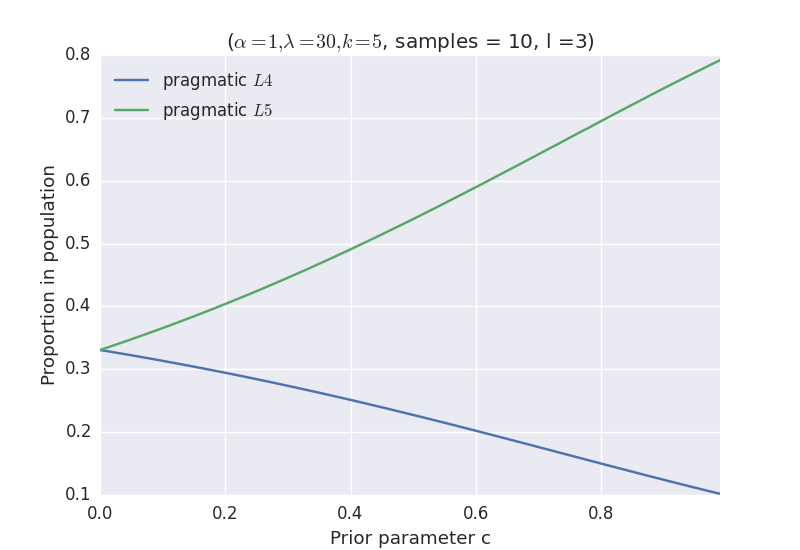 (α=1,λ=30,k=5, samples = 10, l =3)
pragmatic L4
pragmatic L5
Proportion in population
0.8
0.7
0.6
0.5
0.4
0.3
0.2
0.1
0.0 0.2 0.4 0.6 0.8
Prior parameter c